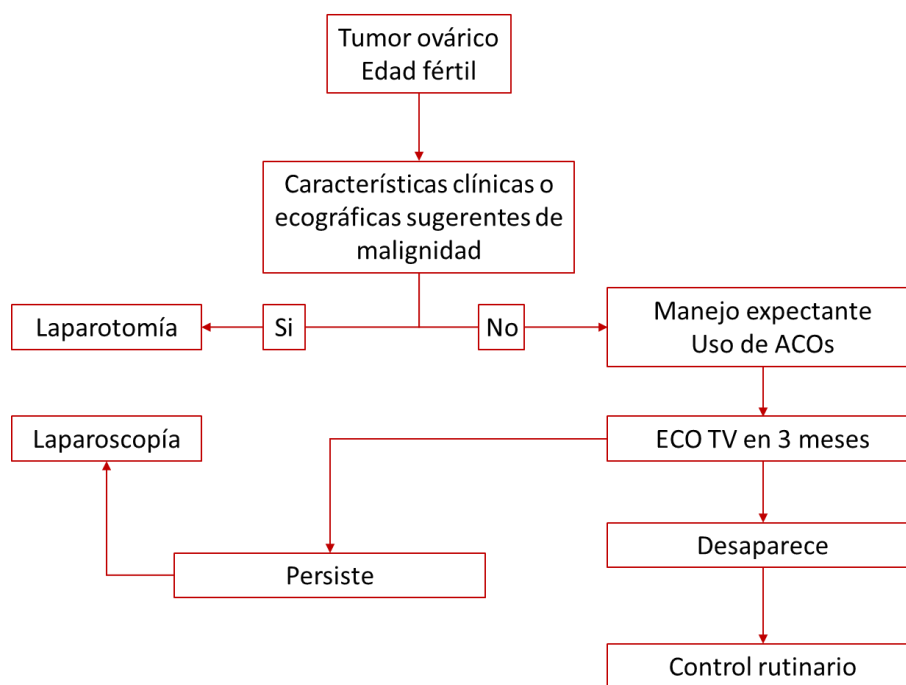 Tumor ovárico
Edad fértil
Características clínicas o
ecográficas sugerentes de
malignidad
Laparotomía
Si
No
Manejo expectante
Uso de ACOs
Laparoscopía
ECO TV en 3 meses
Desaparece
Persiste
Control rutinario